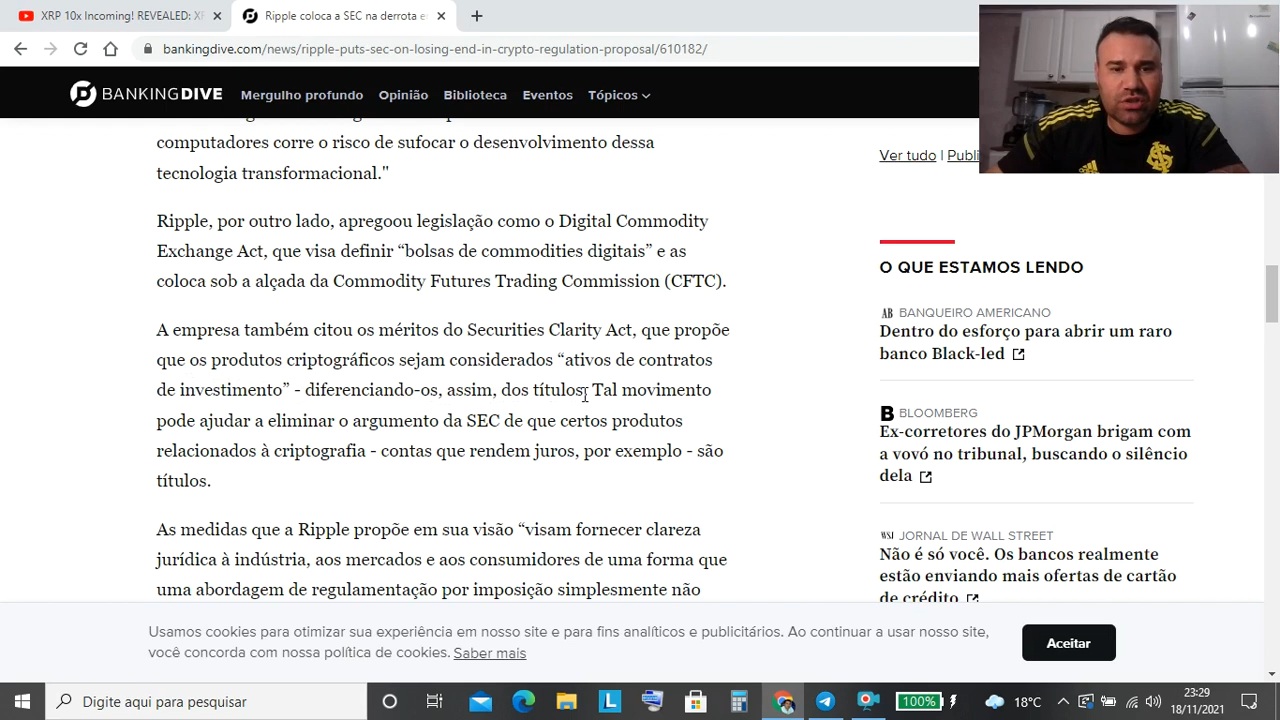 XRP 10x Incoming! REVEALED: XF
Ripple coloca a SEC na derrota e
bankingdive.com/news/ripple-puts-sec-on-losing-end-in-crypto-regulation-proposal/610182/
BANKINGDIVE Mergulho profundo Opinião Biblioteca Eventos Tópicos
computadores corre o risco de sufocar o desenvolvimento dessa
tecnologia transformacional."
Ripple, por outro lado, apregoou legislação como o Digital Commodity
Exchange Act, que visa definir “bolsas de commodities digitais” e as
coloca sob a alçada da Commodity Futures Trading Commission (CFTC).
A empresa também citou os méritos do Securities Clarity Act, que propõe
que os produtos criptográficos sejam considerados “ativos de contratos
de investimento” - diferenciando-os, assim, dos títulos. Tal movimento
pode ajudar a eliminar o argumento da SEC de que certos produtos
relacionados à criptografia - contas que rendem juros, por exemplo - são
títulos.
As medidas que a Ripple propõe em sua visão “visam fornecer clareza
jurídica à indústria, aos mercados e aos consumidores de uma forma que
uma abordagem de regulamentação por imposição simplesmente não
Ver tudo | Publi
O QUE ESTAMOS LENDO
AB BANQUEIRO AMERICANO
Dentro do esforço para abrir um raro
banco Black-led
B BLOOMBERG
Ex-corretores do JPMorgan brigam com
a vovó no tribunal, buscando o silêncio
dela
WSJ JORNAL DE WALL STREET
Não é só você. Os bancos realmente
estão enviando mais ofertas de cartão
de crédito
Usamos cookies para otimizar sua experiência em nosso site e para fins analíticos e publicitários. Ao continuar a usar nosso site,
você concorda com nossa política de cookies. Saber mais
Aceitar
Digite aqui para pesquisar
100%
18°C
23:29
18/11/2021